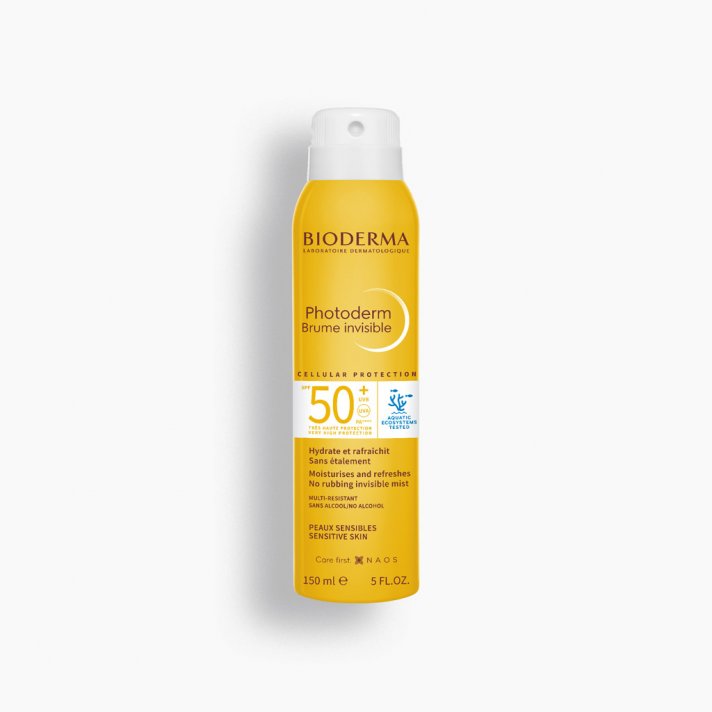 BIODERMA
LABORATOIRE DERMATOLOGIQUE
Photoderm
Brume invisible
CELLULAR PROTECTION
SPF 50+
UVB
UVA
PA++++
TRÈS HAUTE PROTECTION
VERY HIGH PROTECTION
AQUATIC
ECOSYSTEMS
TESTED
Hydrate et rafraîchit
Sans étalement
Moisturises and refreshes
No rubbing invisible mist
MULTI-RESISTANT
SANS ALCOOL/NO ALCOHOL
PEAUX SENSIBLES
SENSITIVE SKIN
Care first. NAOS
150 ml ℮ 5 FL.OZ.